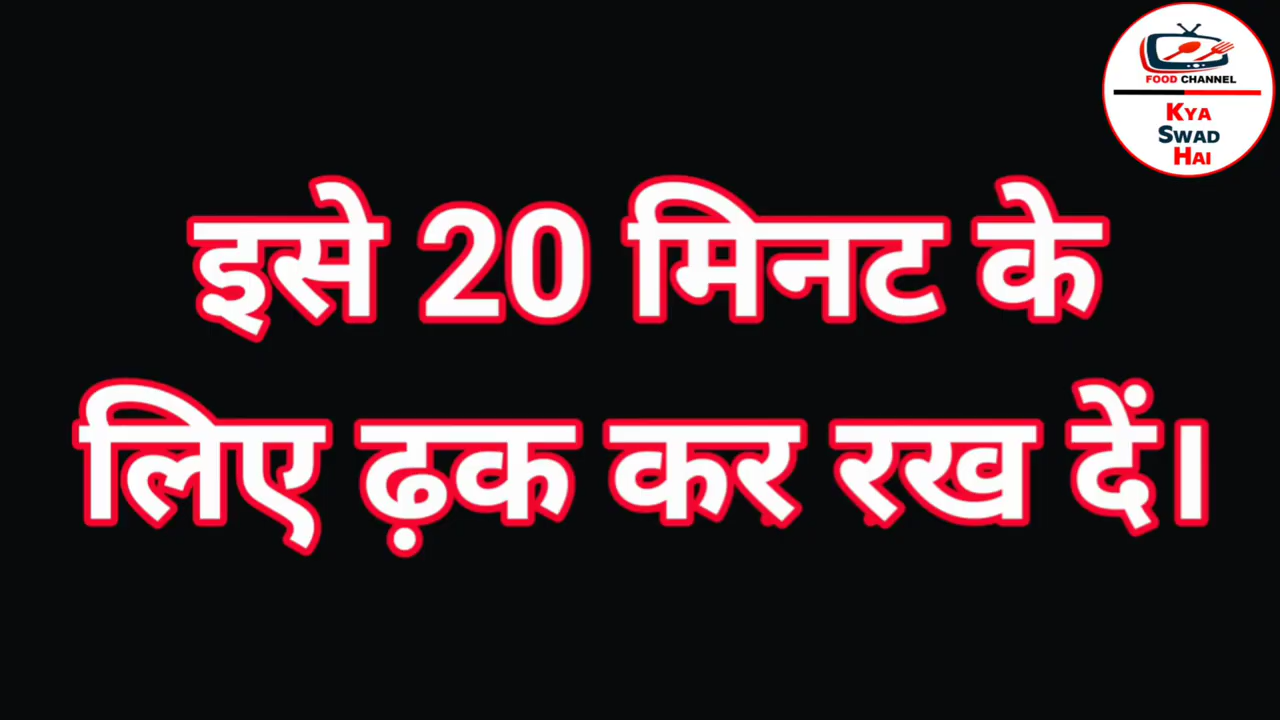 FOOD CHANNEL
KYA
SWAD
HAI
इसे 20 मिनट के
लिए ढ़क कर रख दें।